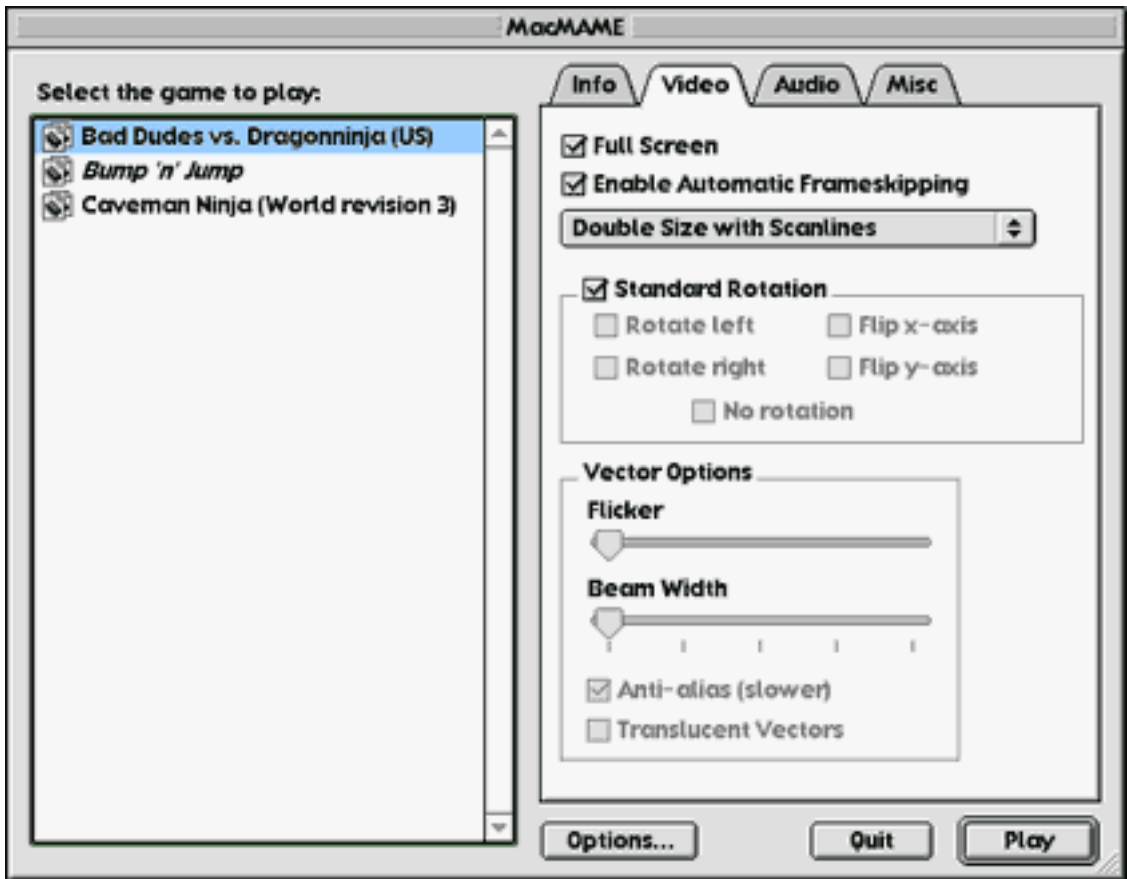 MacMAME
Select the game to play:
Bad Dudes vs. Dragonninja (US)
Bump 'n' Jump
Caveman Ninja (World revision 3)
Info Video Audio Misc
Full Screen
Enable Automatic Frameskipping
Double Size with Scanlines
Standard Rotation
Rotate left Flip x-axis
Rotate right Flip y-axis
No rotation
Vector Options
Flicker
Beam Width
Anti-alias (slower)
Translucent Vectors
Options... Quit Play